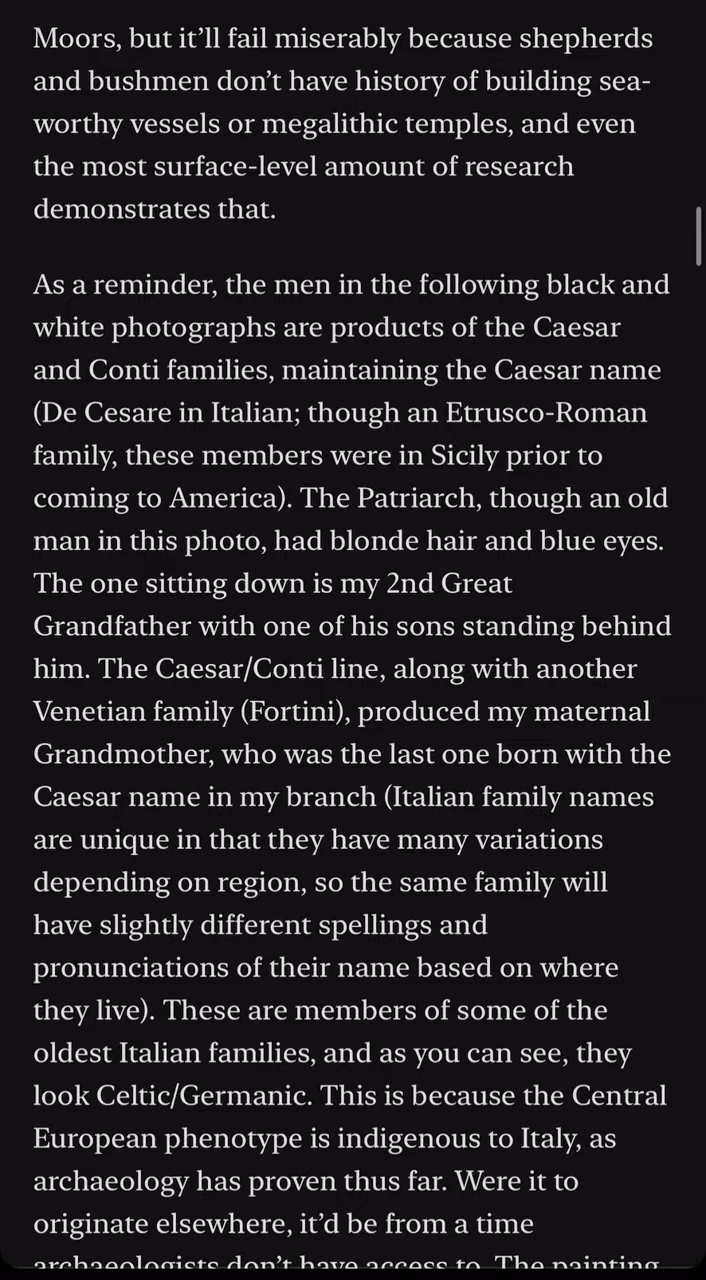 Moors, but it’ll fail miserably because shepherds
and bushmen don’t have history of building sea-
worthy vessels or megalithic temples, and even
the most surface-level amount of research
demonstrates that.
As a reminder, the men in the following black and
white photographs are products of the Caesar
and Conti families, maintaining the Caesar name
(De Cesare in Italian; though an Etrusco-Roman
family, these members were in Sicily prior to
coming to America). The Patriarch, though an old
man in this photo, had blonde hair and blue eyes.
The one sitting down is my 2nd Great
Grandfather with one of his sons standing behind
him. The Caesar/Conti line, along with another
Venetian family (Fortini), produced my maternal
Grandmother, who was the last one born with the
Caesar name in my branch (Italian family names
are unique in that they have many variations
depending on region, so the same family will
have slightly different spellings and
pronunciations of their name based on where
they live). These are members of some of the
oldest Italian families, and as you can see, they
look Celtic/Germanic. This is because the Central
European phenotype is indigenous to Italy, as
archaeology has proven thus far. Were it to
originate elsewhere, it’d be from a time
archaeologists don’t have access to. The painting